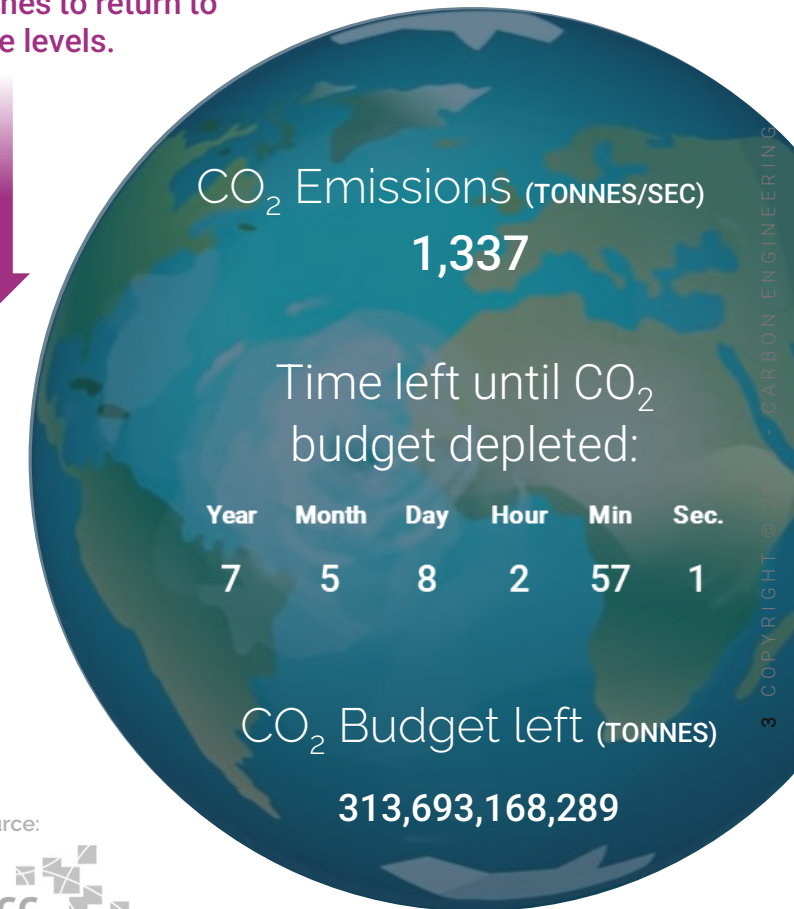 nes to return to
e levels.
CO₂ Emissions (TONNES/SEC)
1,337
Time left until CO₂
budget depleted:
Year Month Day Hour Min Sec.
7 5 8 2 57 1
CO₂ Budget left (TONNES)
313,693,168,289
rce:
cc
3 COPYRIGHT © CARBON ENGINEERING